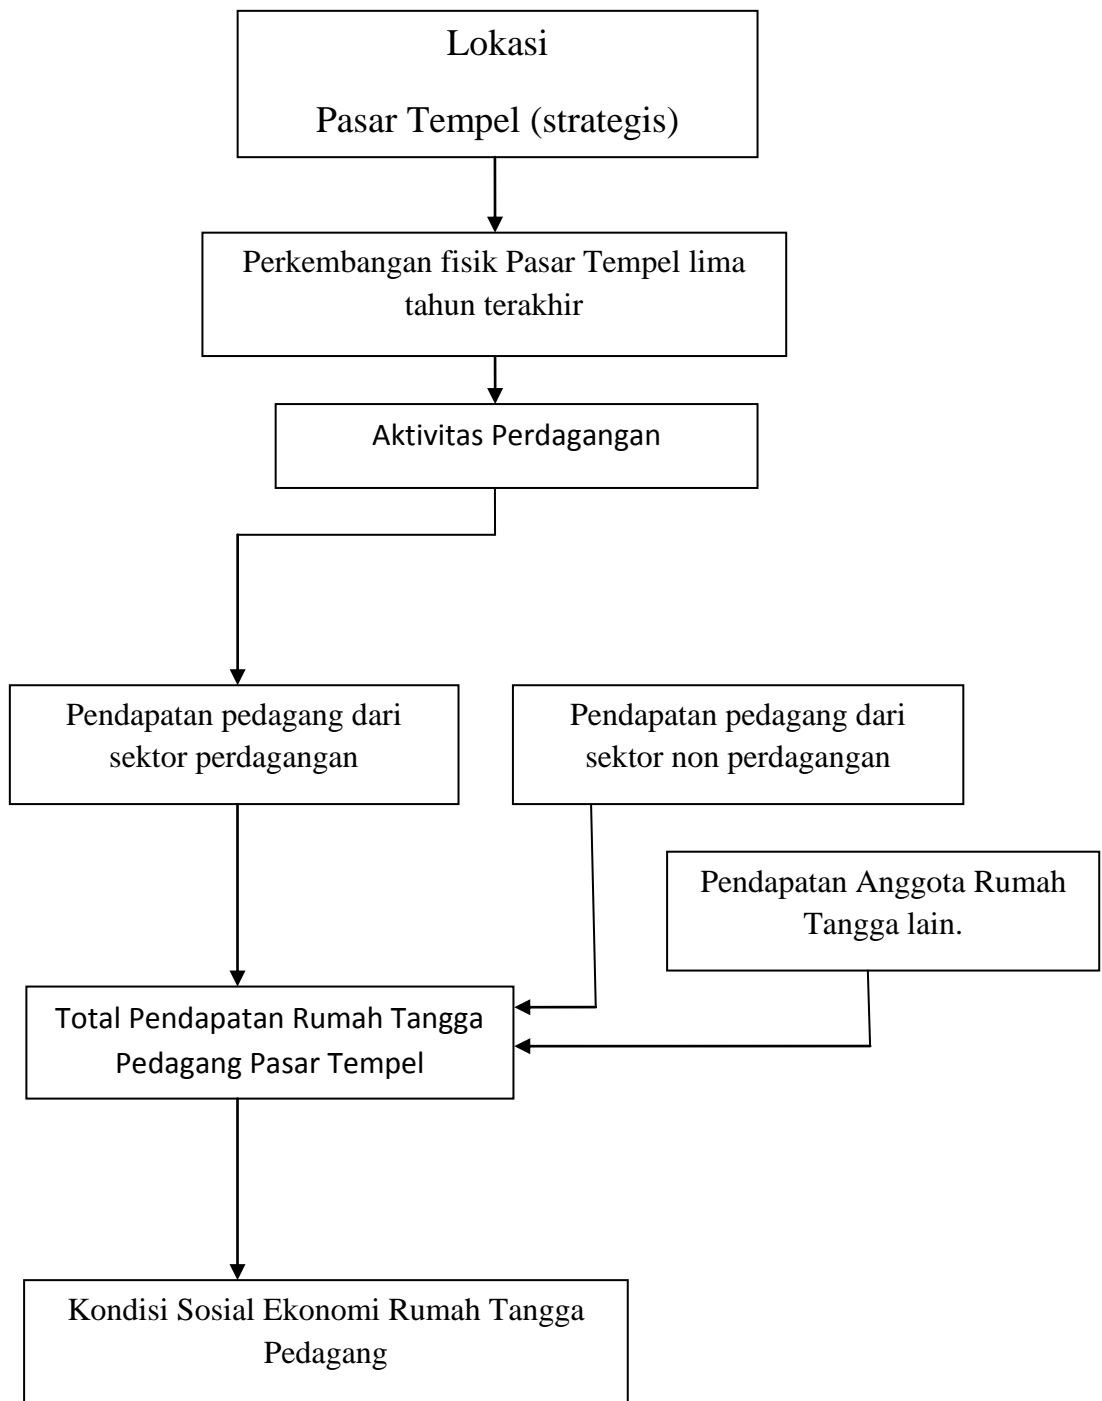 Lokasi
Pasar Tempel (strategis)
Perkembangan fisik Pasar Tempel lima
tahun terakhir
Aktivitas Perdagangan
Pendapatan pedagang dari
sektor perdagangan
Pendapatan pedagang dari
sektor non perdagangan
Pendapatan Anggota Rumah
Tangga lain.
Total Pendapatan Rumah Tangga
Pedagang Pasar Tempel
Kondisi Sosial Ekonomi Rumah Tangga
Pedagang